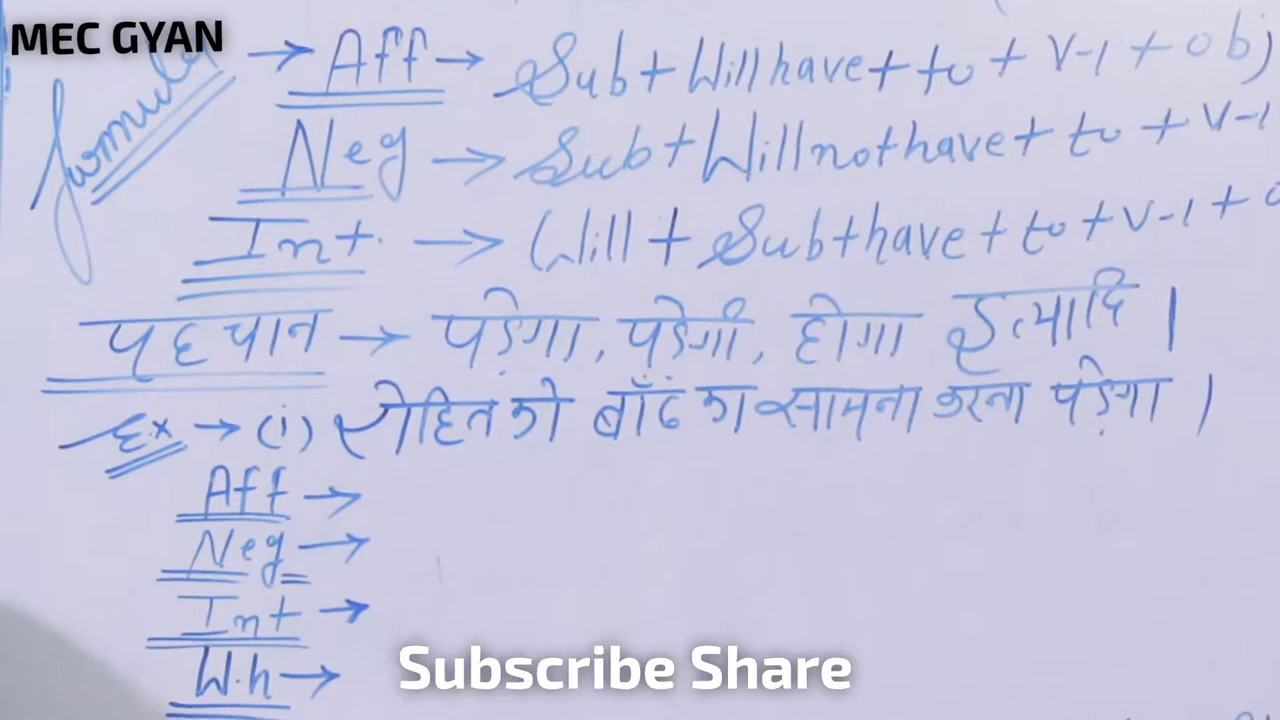 MEC GYAN
formula → Aff → Sub + Will have + to + V-1 + obj
Neg → Sub + Will not have + to + V-1
Int → Will + Sub + have + to + V-1 +
पहचान → पड़ेगा, पड़ेगी, होगा इत्यादि ।
Ex → (i) रोहित को बाँढ का सामना करना पड़ेगा ।
Aff →
Neg →
Int →
W.h →
Subscribe Share